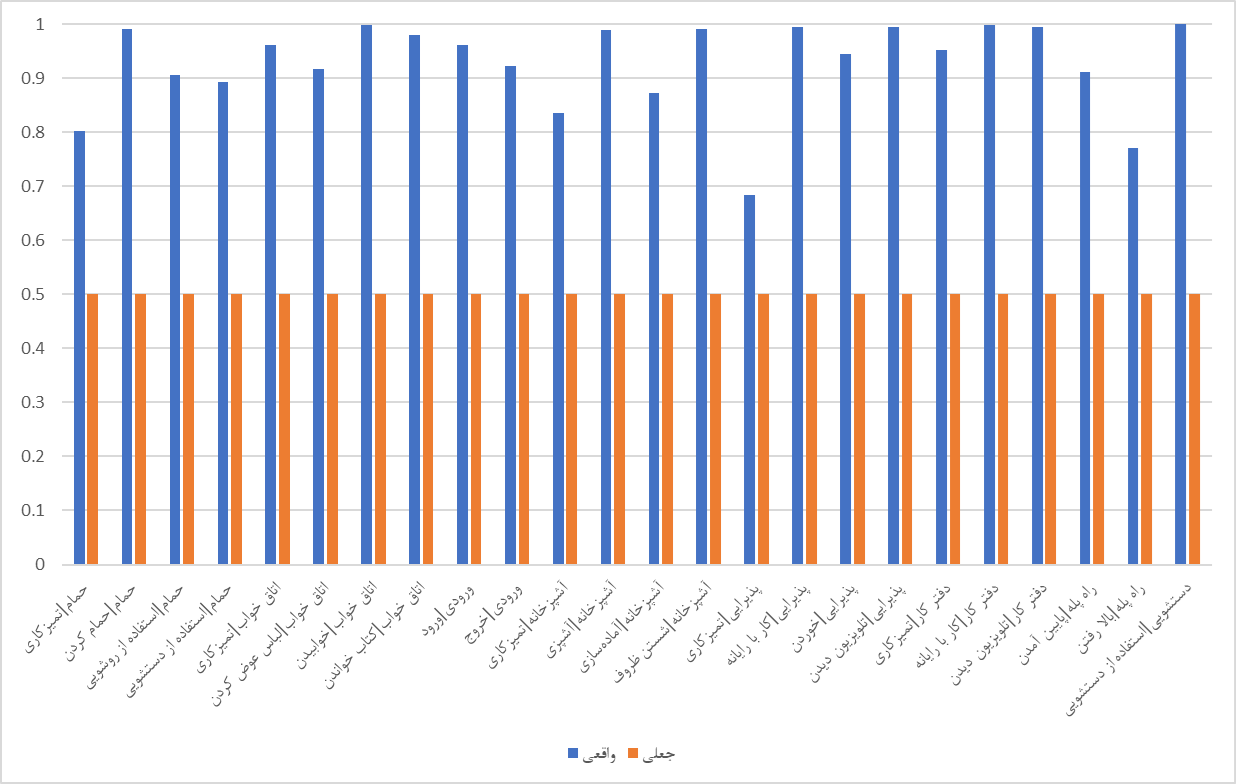 1
0.9
0.8
0.7
0.6
0.5
0.4
0.3
0.2
0.1
0
حمام|تمیزکاری
حمام|حمام کردن
حمام|استفاده از روشویی
حمام|استفاده از دستشویی
اتاق خواب|تمیزکاری
اتاق خواب|لباس عوض کردن
اتاق خواب|خوابیدن
اتاق خواب|کتاب خواندن
ورودی|ورود
ورودی|خروج
آشپزخانه|تمیزکاری
آشپزخانه|آشپزی
آشپزخانه|آماده‌سازی
آشپزخانه|شستن ظروف
پذیرایی|تمیزکاری
پذیرایی|کار با رایانه
پذیرایی|خوردن
پذیرایی|تلویزیون دیدن
دفتر کار|تمیزکاری
دفتر کار|کار با رایانه
دفتر کار|تلویزیون دیدن
راه پله|پایین آمدن
راه پله|بالا رفتن
دستشویی|استفاده از دستشویی
واقعی
جعلی